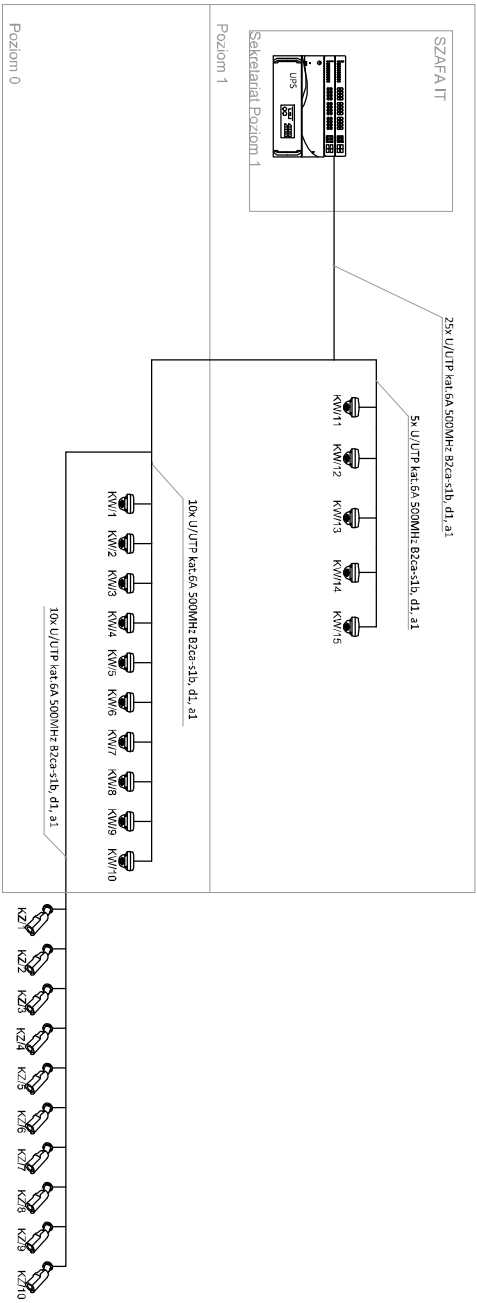 SZAFA IT
UPS
Sekretariat Poziom 1
Poziom 1
Poziom 0
25x U/UTP kat.6A 500MHz B2ca-s1b, d1, a1
5x U/UTP kat.6A 500MHz B2ca-s1b, d1, a1
KW/11
KW/12
KW/13
KW/14
KW/15
10x U/UTP kat.6A 500MHz B2ca-s1b, d1, a1
KW/1
KW/2
KW/3
KW/4
KW/5
KW/6
KW/7
KW/8
KW/9
KW/10
10x U/UTP kat.6A 500MHz B2ca-s1b, d1, a1
KZ/1
KZ/2
KZ/3
KZ/4
KZ/5
KZ/6
KZ/7
KZ/8
KZ/9
KZ/10